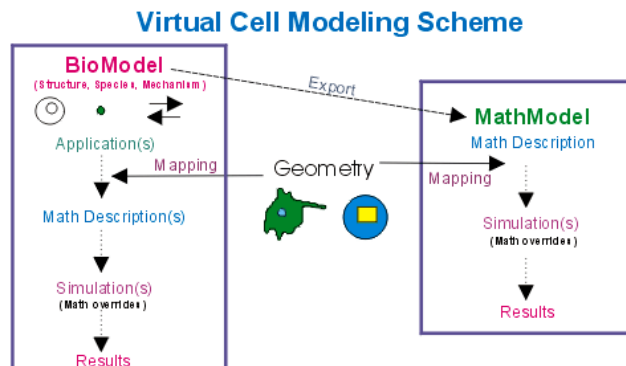 Virtual Cell Modeling Scheme
BioModel
(Structure, Species, Mechanism)
Application(s)
Mapping
Math Description(s)
Simulation(s)
(Math overrides)
Results
Export
Geometry
MathModel
Math Description
Mapping
Simulation(s)
(Math overrides)
Results